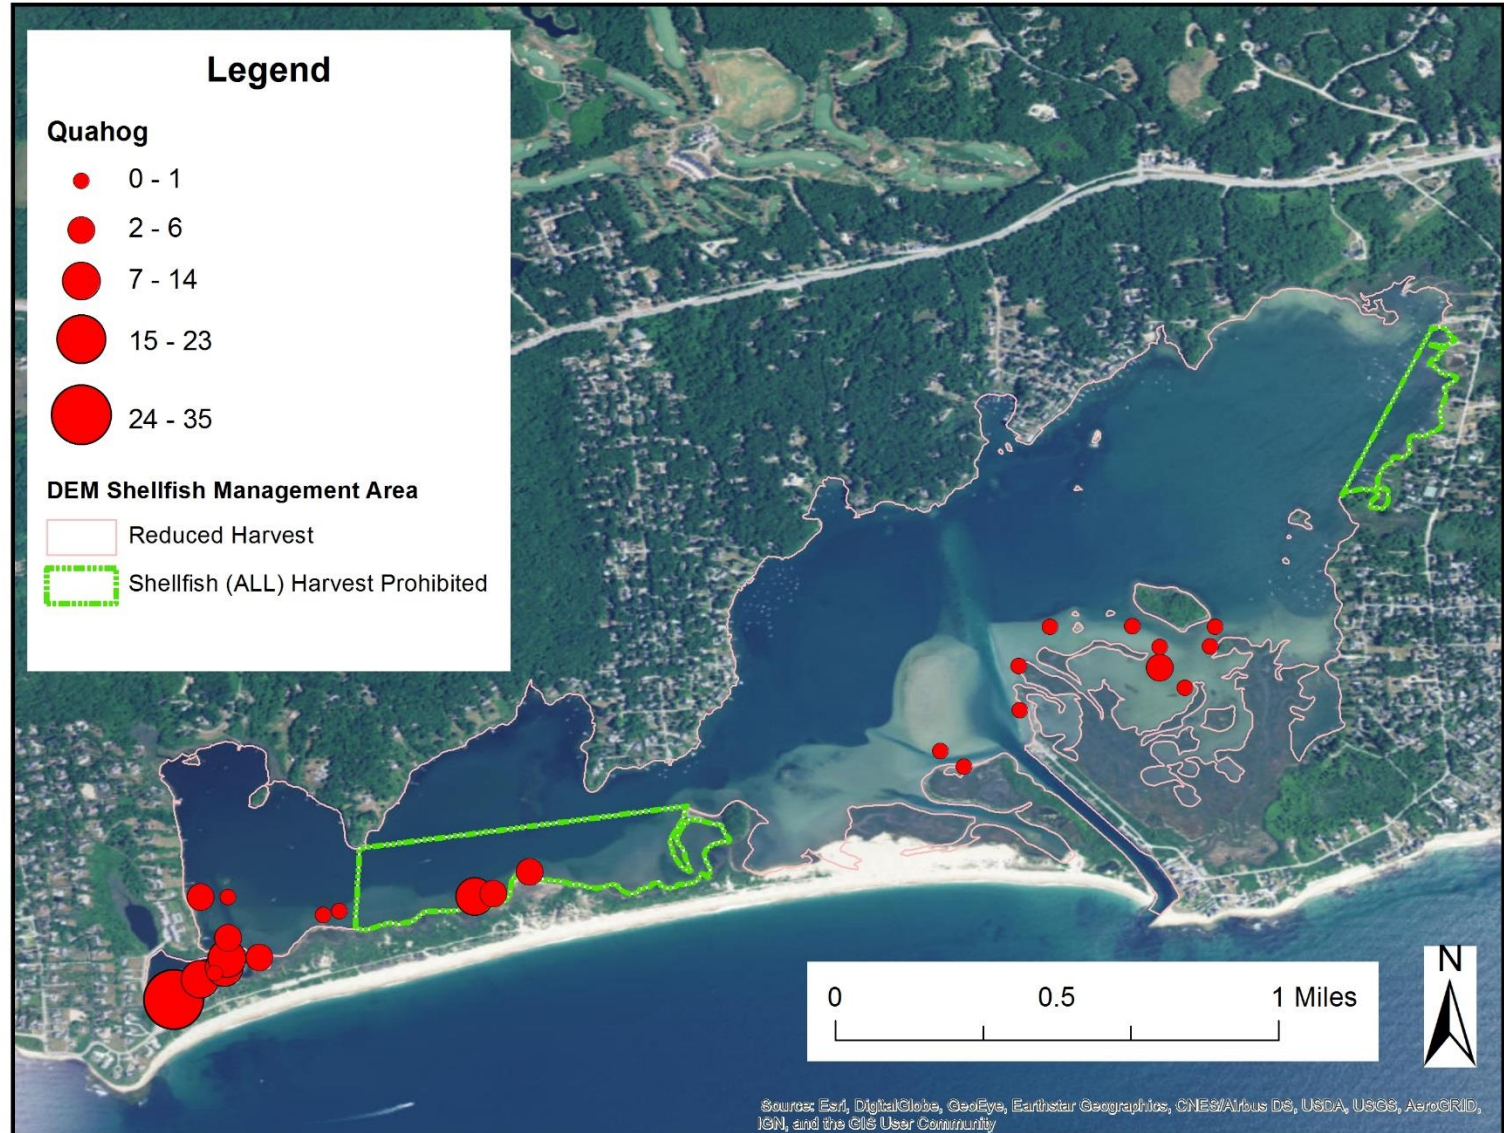 Legend
Quahog
0 - 1
2 - 6
7 - 14
15 - 23
24 - 35
DEM Shellfish Management Area
Reduced Harvest
Shellfish (ALL) Harvest Prohibited
N
0 0.5 1 Miles
Source: Esri, DigitalGlobe, GeoEye, Earthstar Geographics, CNES/Airbus DS, USDA, USGS, AeroGRID,
IGN, and the GIS User Community